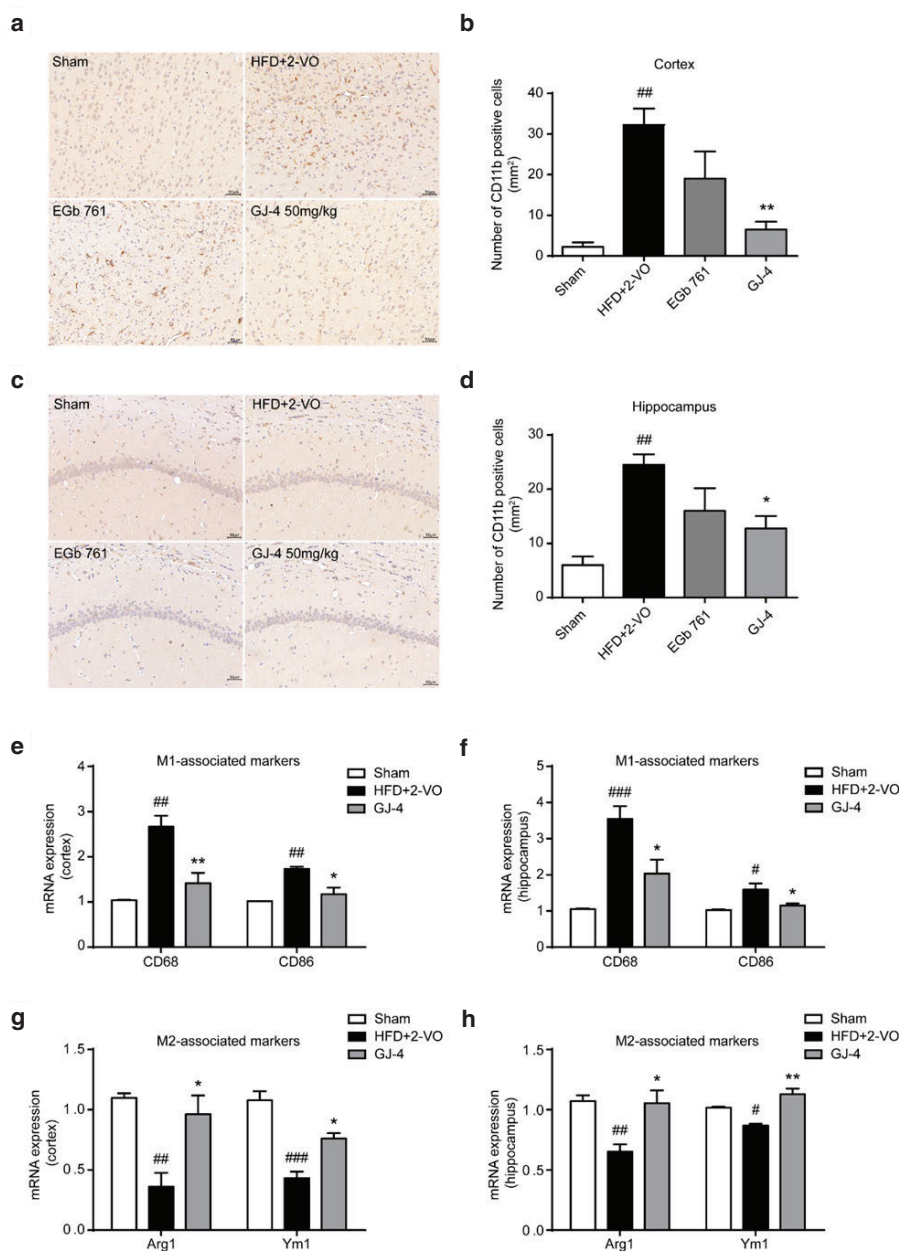 a
Sham
HFD+2-VO
EGb 761
GJ-4 50mg/kg
b
Cortex
Number of CD11b positive cells
(mm²)
40
30
20
10
0
##
**
Sham
HFD+2-VO
EGb 761
GJ-4
c
Sham
HFD+2-VO
EGb 761
GJ-4 50mg/kg
d
Hippocampus
Number of CD11b positive cells
(mm²)
30
20
10
0
##
*
Sham
HFD+2-VO
EGb 761
GJ-4
e
M1-associated markers
Sham
HFD+2-VO
GJ-4
mRNA expression
(cortex)
4
3
2
1
0
##
**
##
*
CD68
CD86
f
M1-associated markers
Sham
HFD+2-VO
GJ-4
mRNA expression
(hippocampus)
5
4
3
2
1
0
###
*
#
*
CD68
CD86
g
M2-associated markers
Sham
HFD+2-VO
GJ-4
mRNA expression
(cortex)
1.5
1.0
0.5
0.0
##
*
###
*
Arg1
Ym1
h
M2-associated markers
Sham
HFD+2-VO
GJ-4
mRNA expression
(hippocampus)
1.5
1.0
0.5
0.0
##
*
#
**
Arg1
Ym1